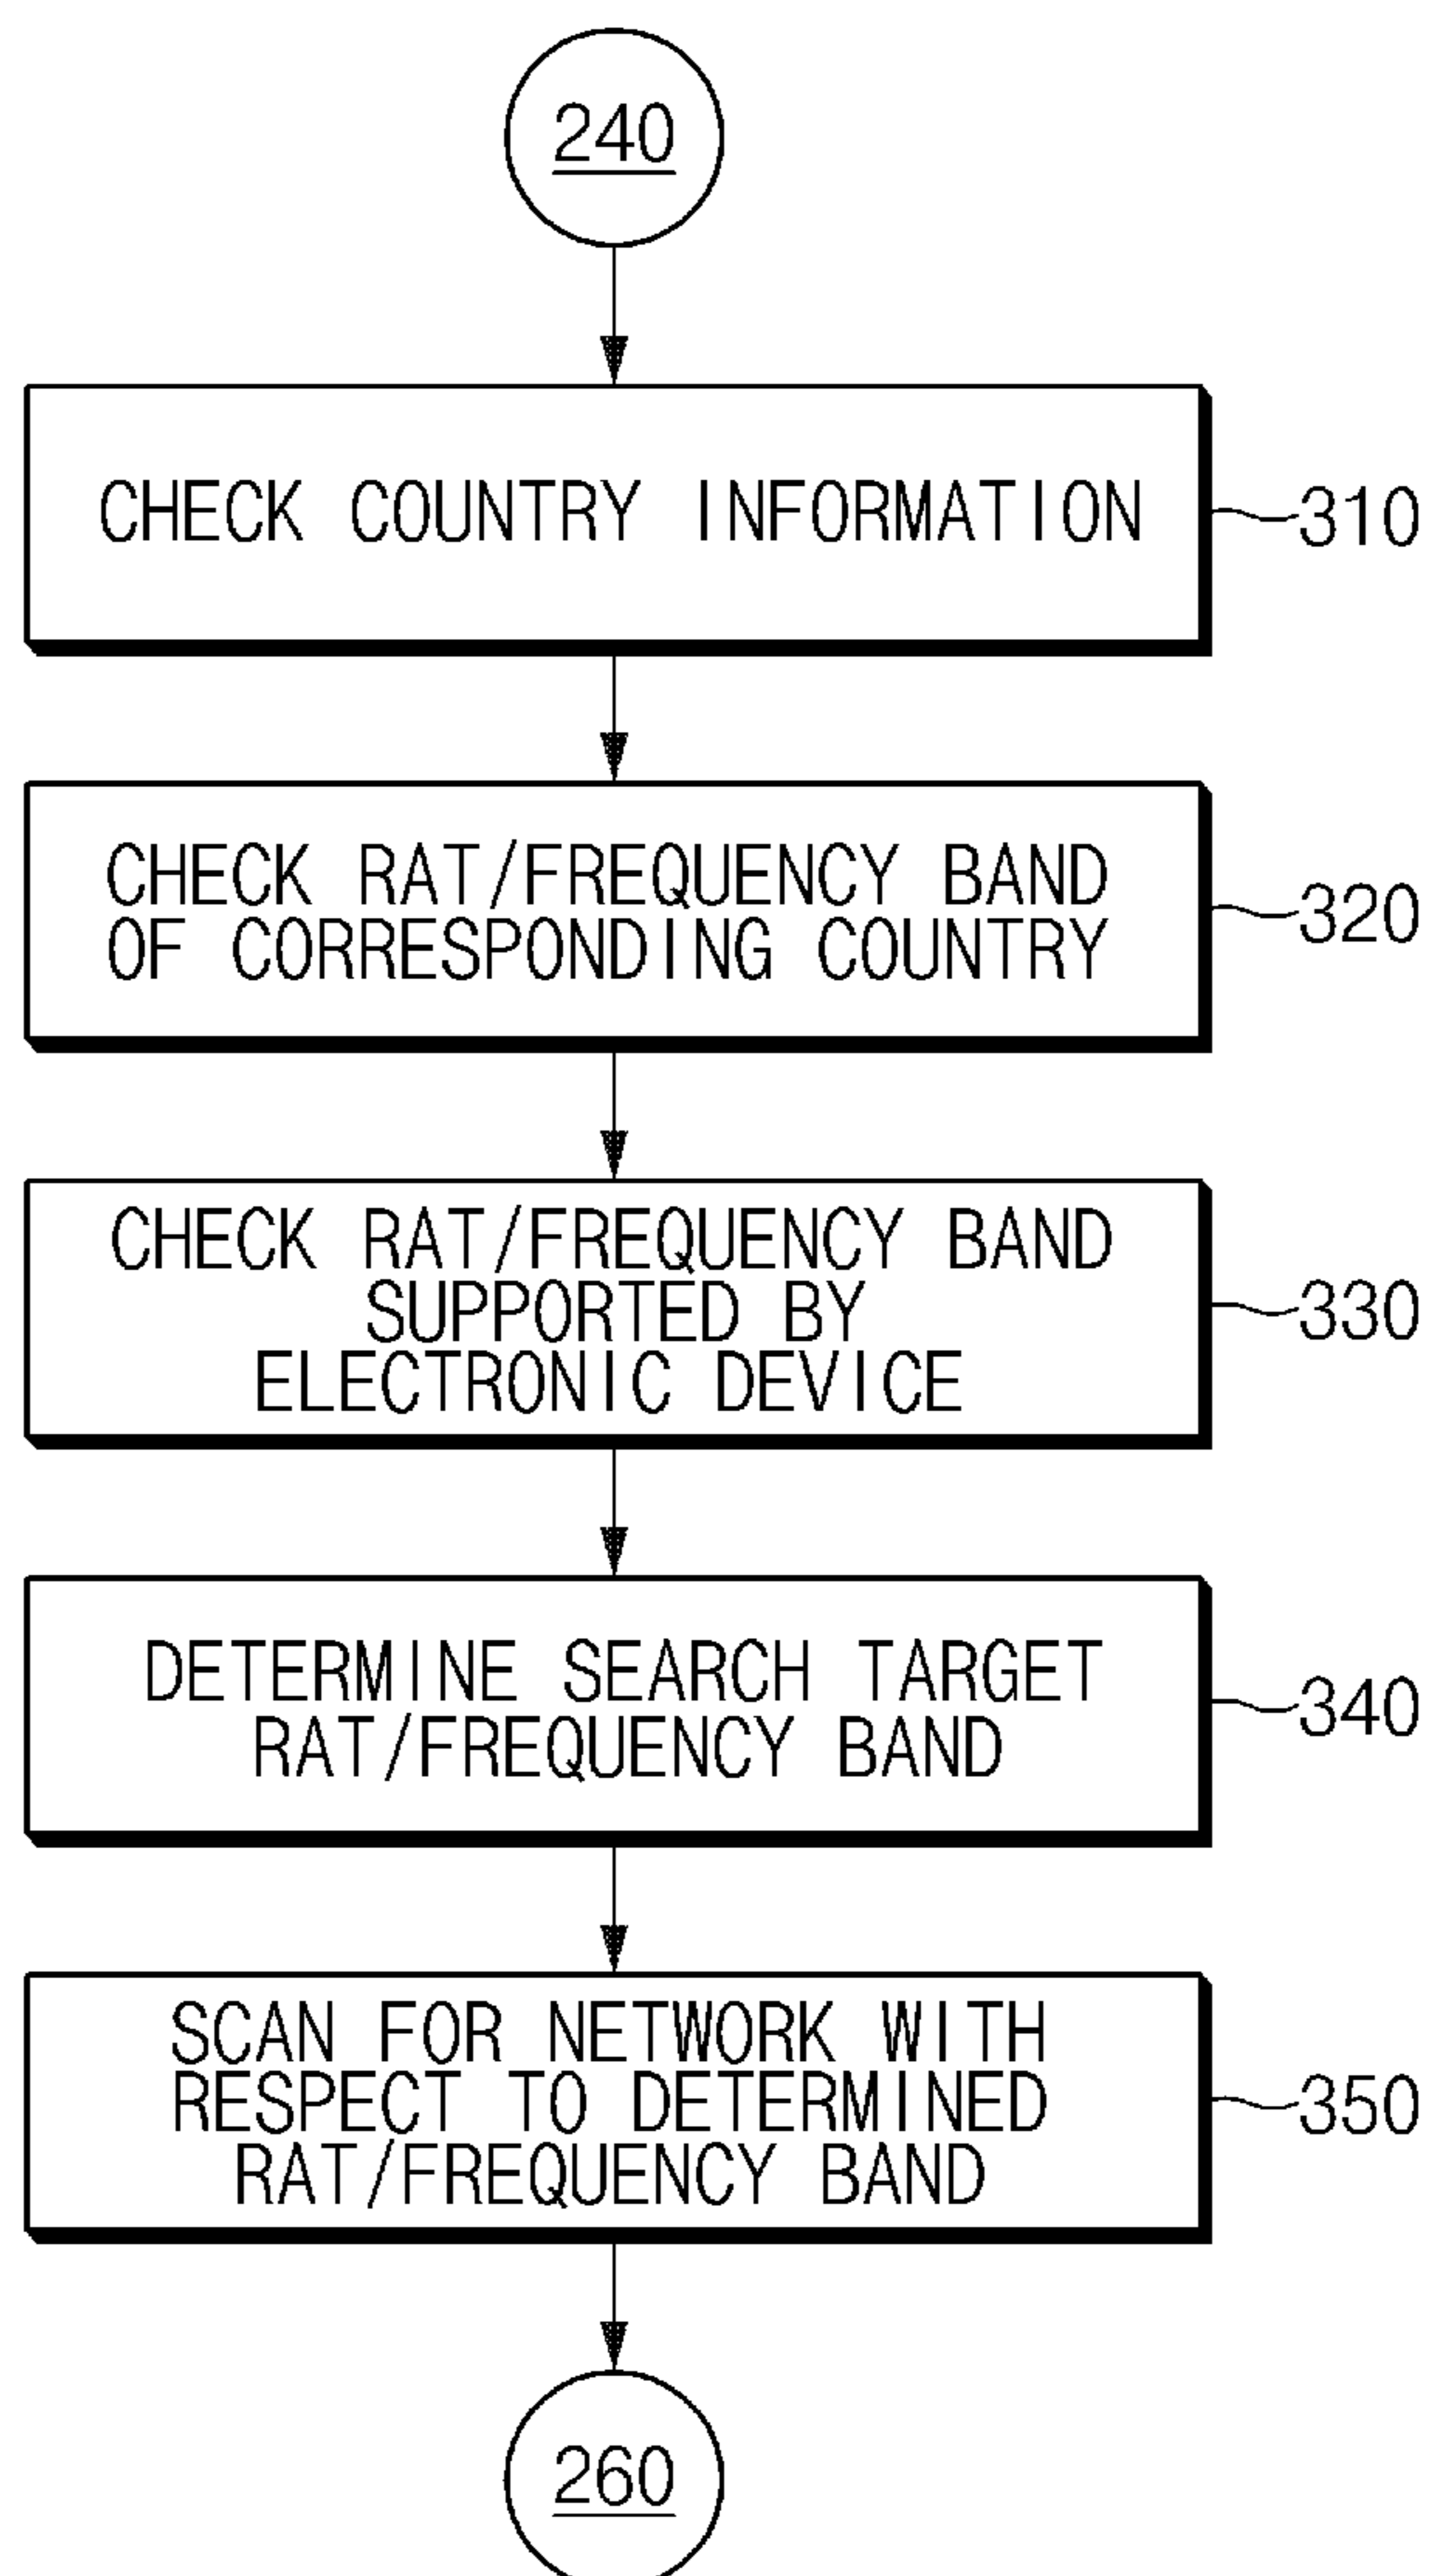 240
CHECK COUNTRY INFORMATION
310
CHECK RAT/FREQUENCY BAND
OF CORRESPONDING COUNTRY
320
CHECK RAT/FREQUENCY BAND
SUPPORTED BY
ELECTRONIC DEVICE
330
DETERMINE SEARCH TARGET
RAT/FREQUENCY BAND
340
SCAN FOR NETWORK WITH
RESPECT TO DETERMINED
RAT/FREQUENCY BAND
350
260